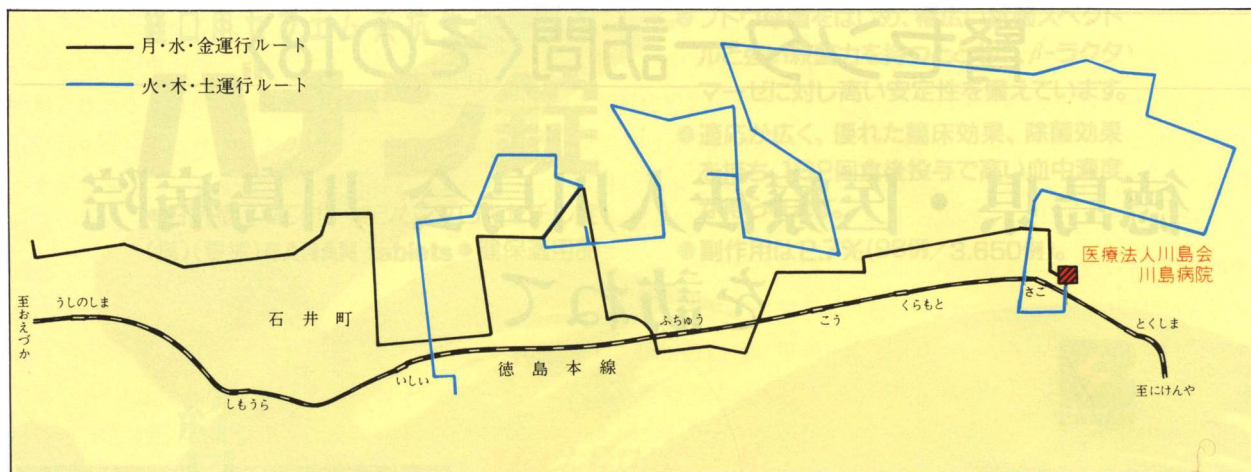 月・水・金運行ルート
火・木・土運行ルート
医療法人川島会
川島病院
至おえづか
うしのしま
石井町
しもうら
いしい
徳島本線
ふちゅう
こう
くらもと
さこ
とくしま
至にけんや